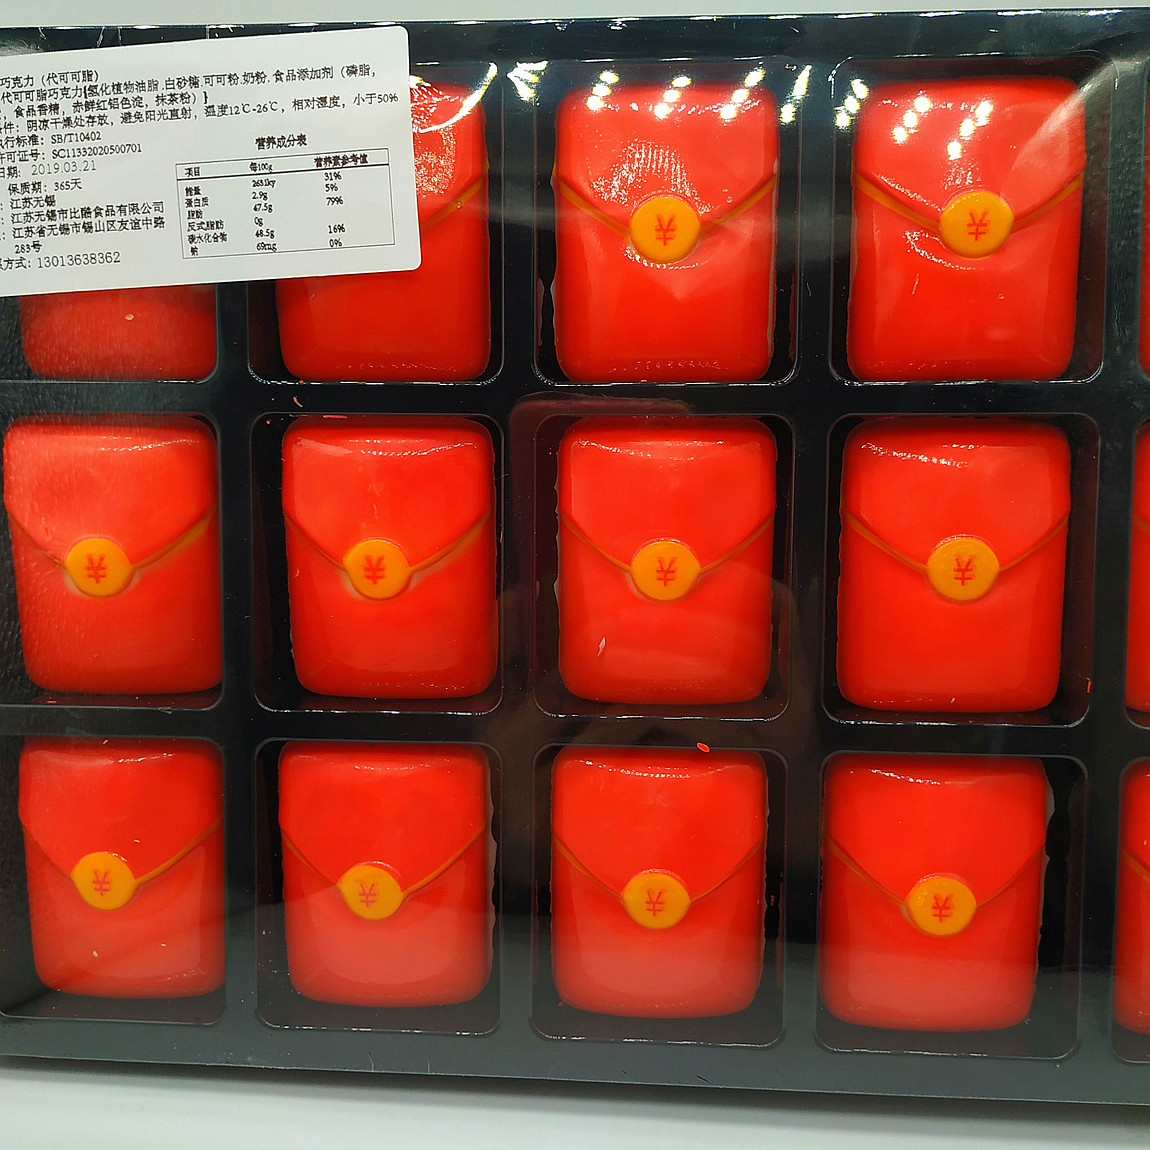 巧克力（代可可脂）
代可可脂巧克力{氢化植物油脂.白砂糖.可可粉.奶粉.食品添加剂（磷脂，
，食品香精，赤鲜红铝色淀，抹茶粉）}
件：阴凉干燥处存放，避免阳光直射，温度12℃-26℃，相对湿度，小于50%
执行标准：SB/T10402
许可证号：SC11332020500701
日期：2019.03.21
保质期：365天
：江苏无锡
：江苏无锡市比酷食品有限公司
：江苏省无锡市锡山区友谊中路
283号
系方式：13013638362
营养成分表
项目 每100g 营养素参考值
能量 2681kj 31%
蛋白质 2.9g 5%
脂肪 47.5g 79%
反式脂肪 0g
碳水化合物 48.5g 16%
钠 69mg 0%
¥ ¥
¥ ¥ ¥ ¥
¥ ¥ ¥ ¥